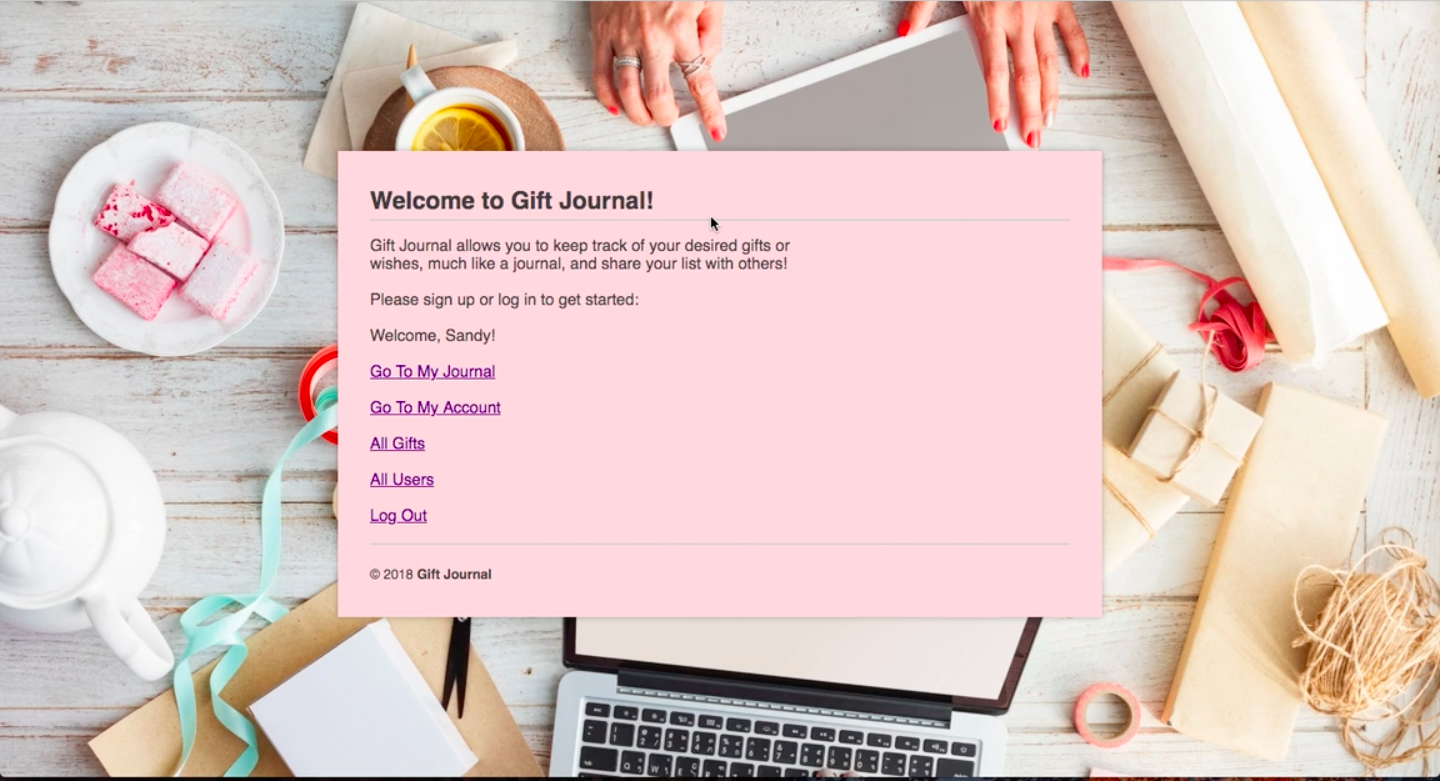 Welcome to Gift Journal!
Gift Journal allows you to keep track of your desired gifts or
wishes, much like a journal, and share your list with others!
Please sign up or log in to get started:
Welcome, Sandy!
Go To My Journal
Go To My Account
All Gifts
All Users
Log Out
© 2018 Gift Journal